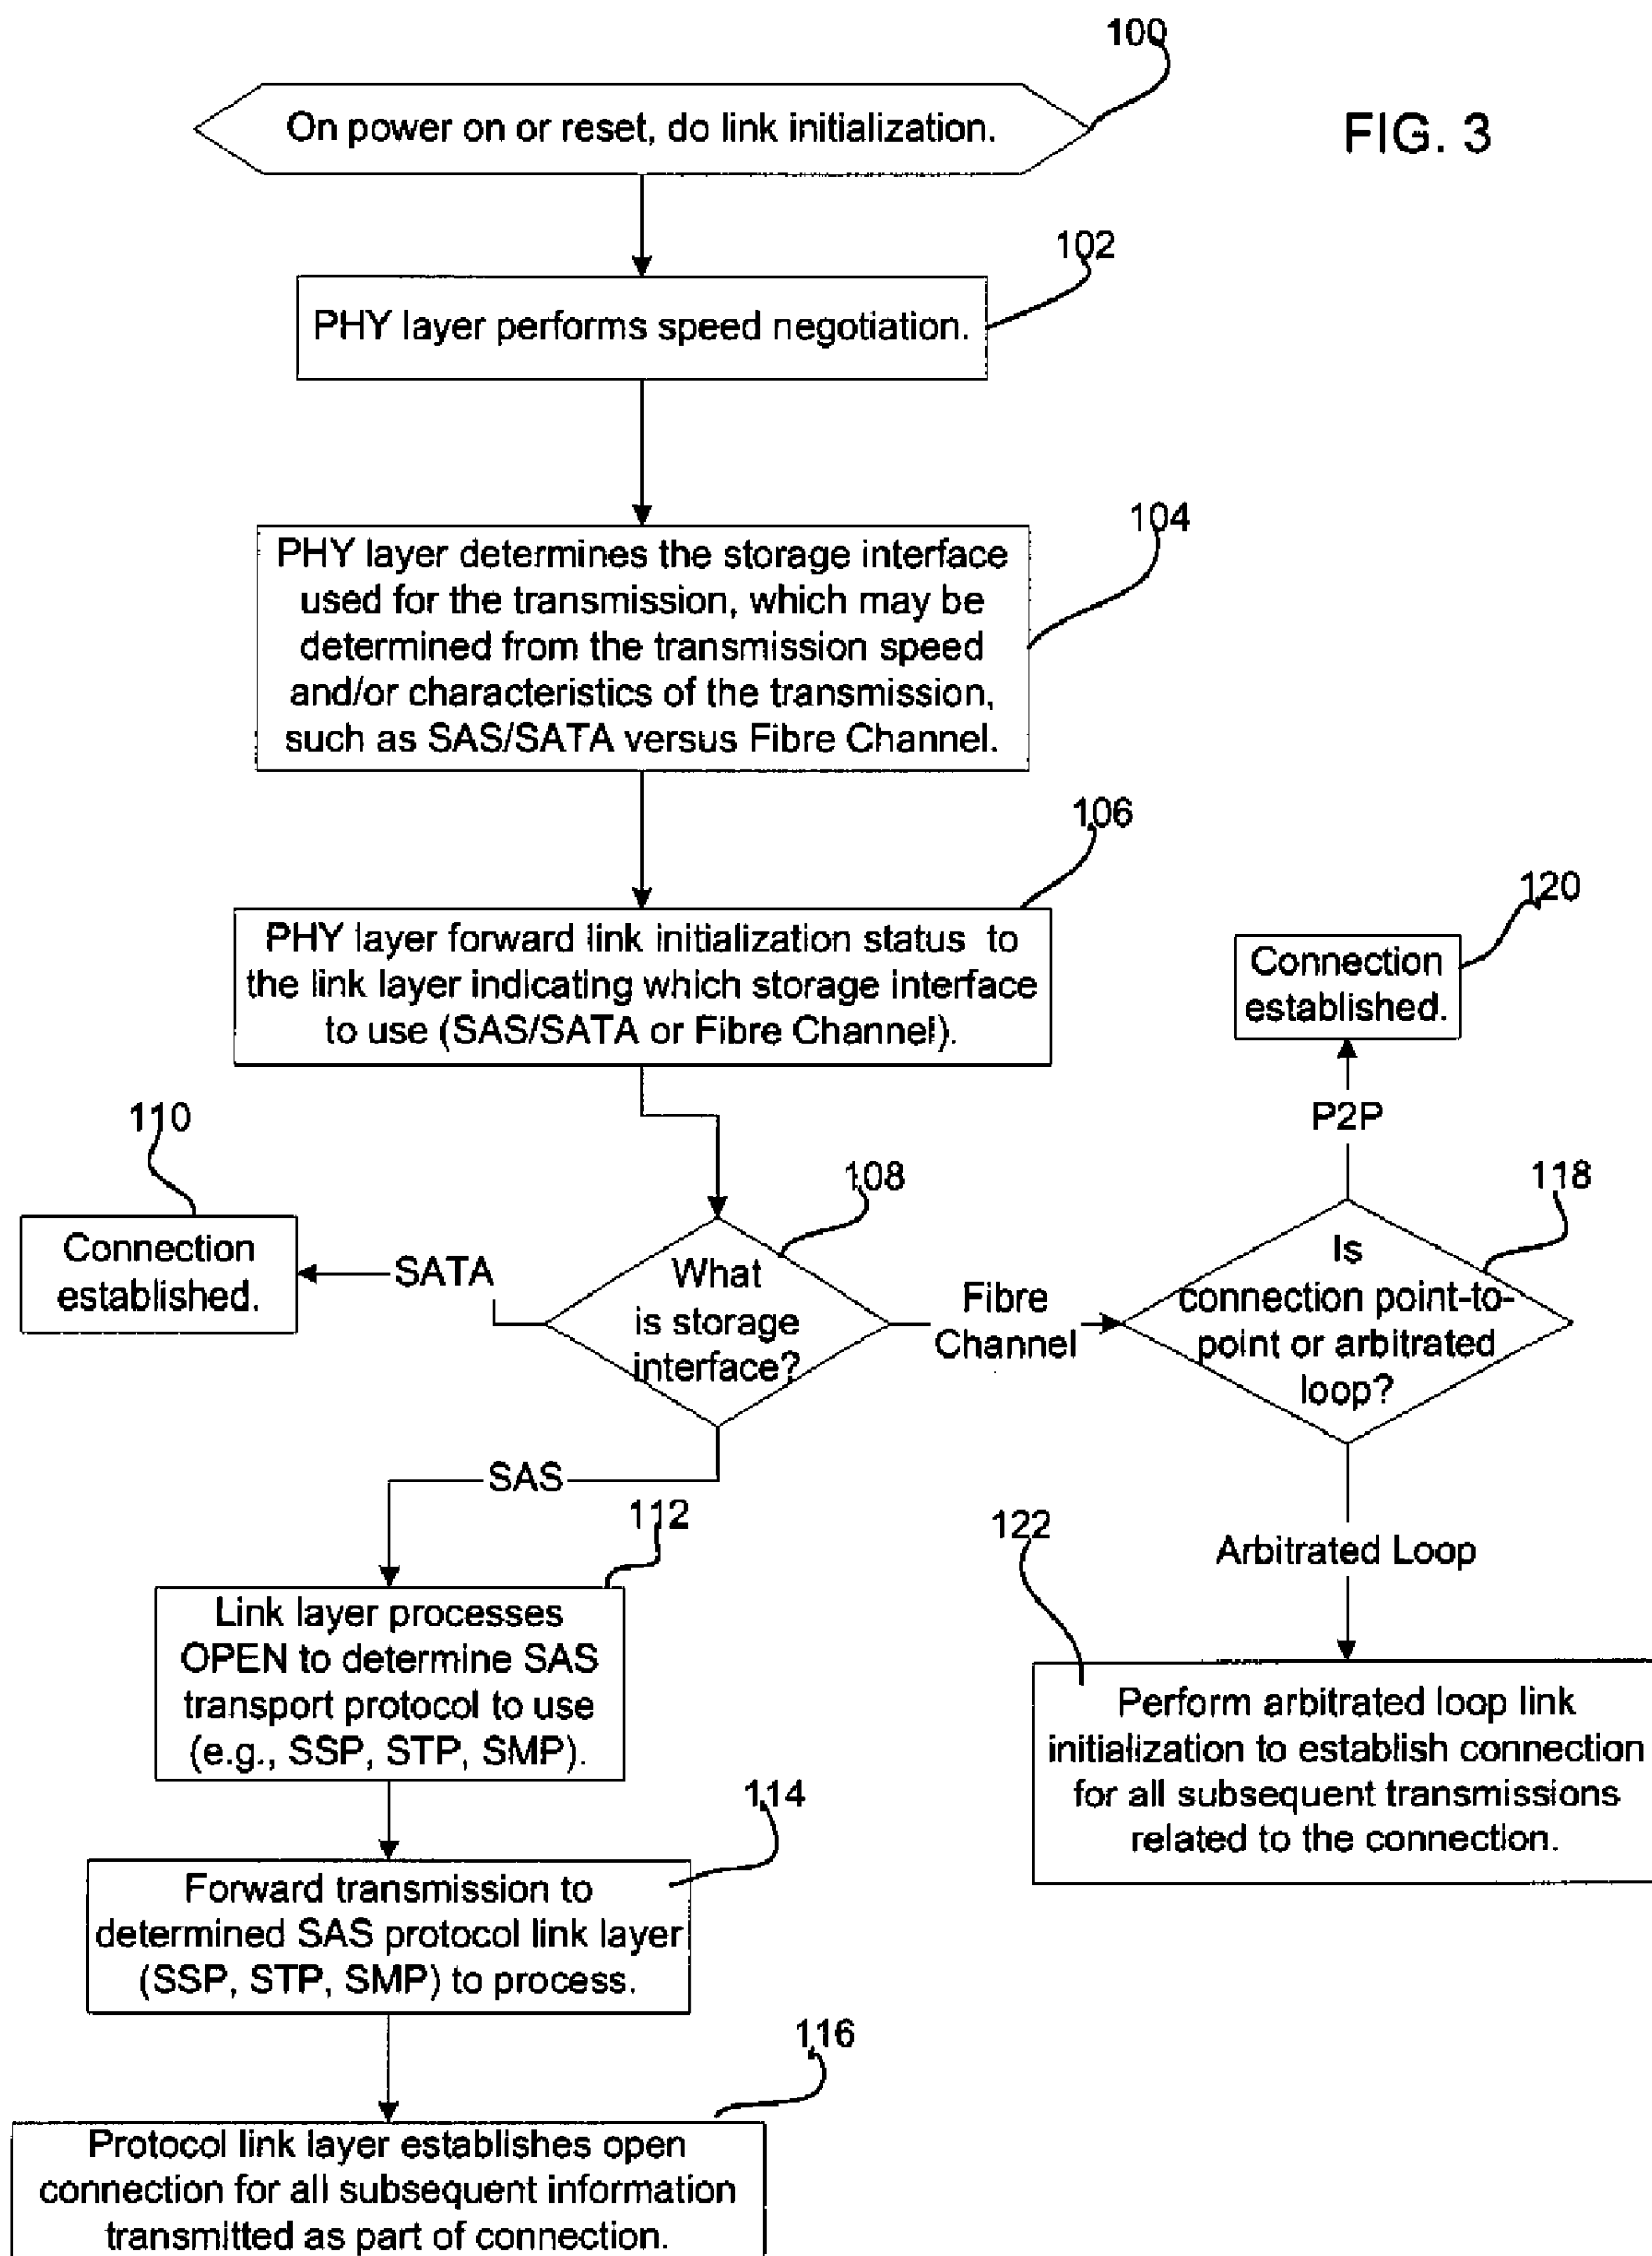 100
On power on or reset, do link initialization.
FIG. 3
102
PHY layer performs speed negotiation.
104
PHY layer determines the storage interface
used for the transmission, which may be
determined from the transmission speed
and/or characteristics of the transmission,
such as SAS/SATA versus Fibre Channel.
106
PHY layer forward link initialization status to
the link layer indicating which storage interface
to use (SAS/SATA or Fibre Channel).
120
Connection
established.
P2P
110
Connection
established.
SATA
108
What
is storage
interface?
Fibre
Channel
118
Is
connection point-to-
point or arbitrated
loop?
SAS
112
Link layer processes
OPEN to determine SAS
transport protocol to use
(e.g., SSP, STP, SMP).
Arbitrated Loop
122
Perform arbitrated loop link
initialization to establish connection
for all subsequent transmissions
related to the connection.
114
Forward transmission to
determined SAS protocol link layer
(SSP, STP, SMP) to process.
116
Protocol link layer establishes open
connection for all subsequent information
transmitted as part of connection.